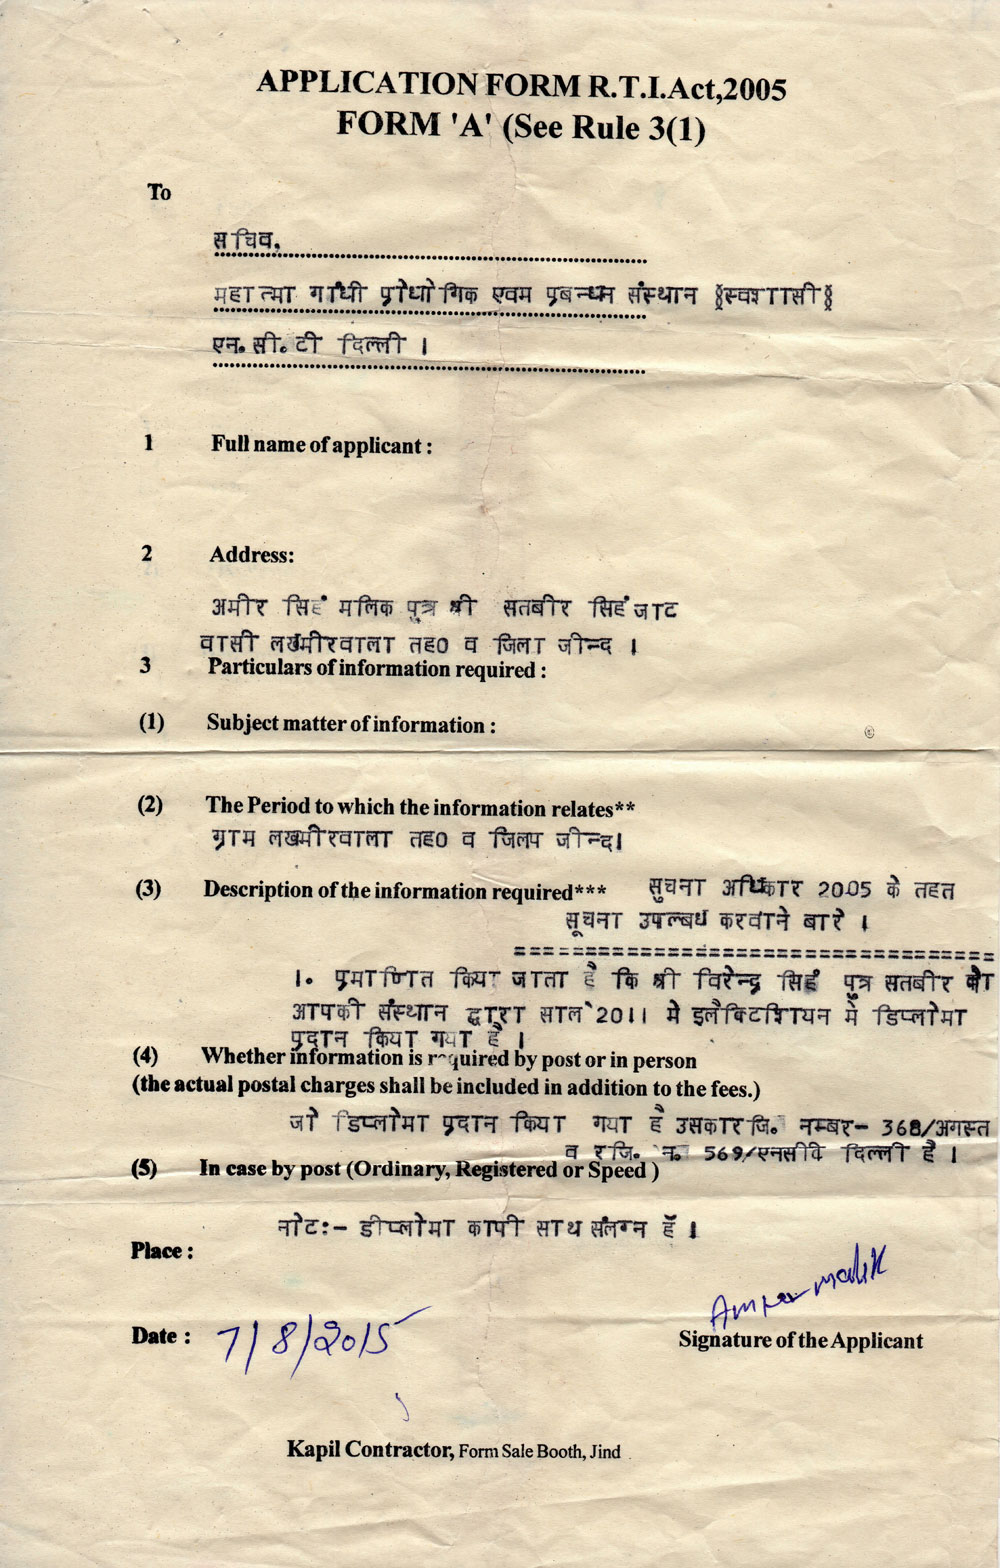 APPLICATION FORM R.T.I.Act,2005
FORM 'A' (See Rule 3(1)
To
सचिव,
महात्मा गांधी प्रोधोगिक एवम प्रबन्धन संस्थान (स्वशासी)
एन.सी.टी दिल्ली ।
1 Full name of applicant :
2 Address:
अमीर सिहं मलिक पुत्र श्री सतबीर सिहं जाट
वासी लखमीरवाला तह0 व जिला जीन्द ।
3 Particulars of information required :
(1) Subject matter of information :
(2) The Period to which the information relates**
ग्राम लखमीरवाला तह0 व जिलप जीन्द।
(3) Description of the information required*** सुचना अधिकार 2005 के तहत
सूचना उपल्बध करवाने बारे ।
==================================
1. प्रमाणित किया जाता है कि श्री विरेन्द्र सिहं पुत्र सतबीर को
आपकी संस्थान द्वारा साल 2011 मे इलैक्टिशियन में डिप्लोमा
प्रदान किया गया है ।
(4) Whether information is required by post or in person
(the actual postal charges shall be included in addition to the fees.)
जो डिप्लोमा प्रदान किया गया है उसका रजि. नम्बर- 368/अगस्त
व रजि. न. 569/एनसीवि दिल्ली है ।
(5) In case by post (Ordinary, Registered or Speed )
नोट:- डीप्लोमा कापी साथ संलग्न हॅ ।
Place :
Malik
Date : 7/8/2015
Signature of the Applicant
Kapil Contractor, Form Sale Booth, Jind